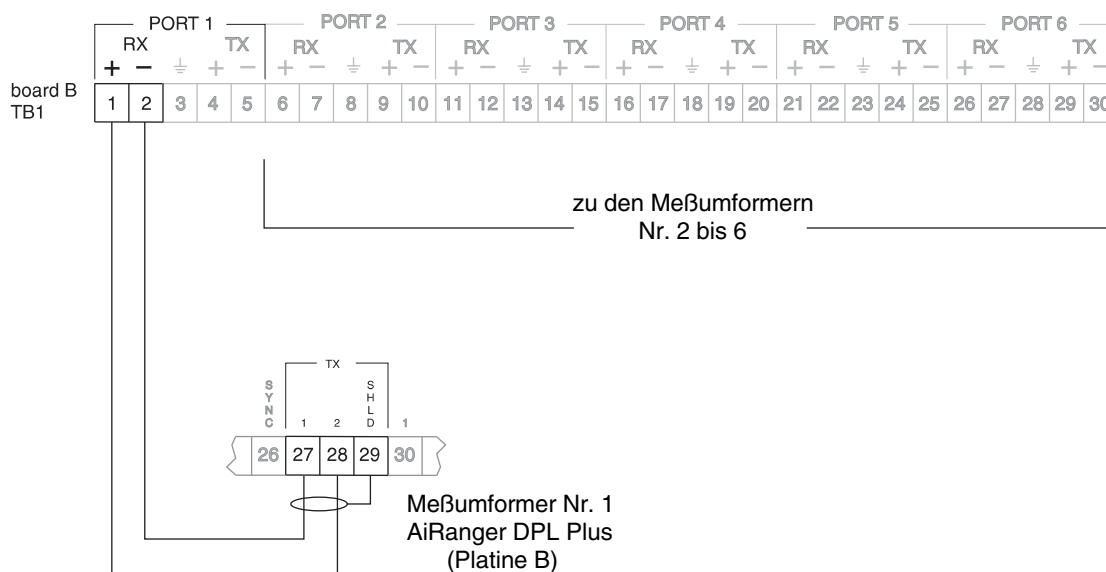 PORT 1 PORT 2 PORT 3 PORT 4 PORT 5 PORT 6
RX TX RX TX RX TX RX TX RX TX RX TX
+ − ⏚ + − + − ⏚ + − + − ⏚ + − + − ⏚ + − + − ⏚ + − + − ⏚ + −
board B
TB1
1 2 3 4 5 6 7 8 9 10 11 12 13 14 15 16 17 18 19 20 21 22 23 24 25 26 27 28 29 30
zu den Meßumformern
Nr. 2 bis 6
TX
SYNC 1 2 SHLD 1
26 27 28 29 30
Meßumformer Nr. 1
AiRanger DPL Plus
(Platine B)